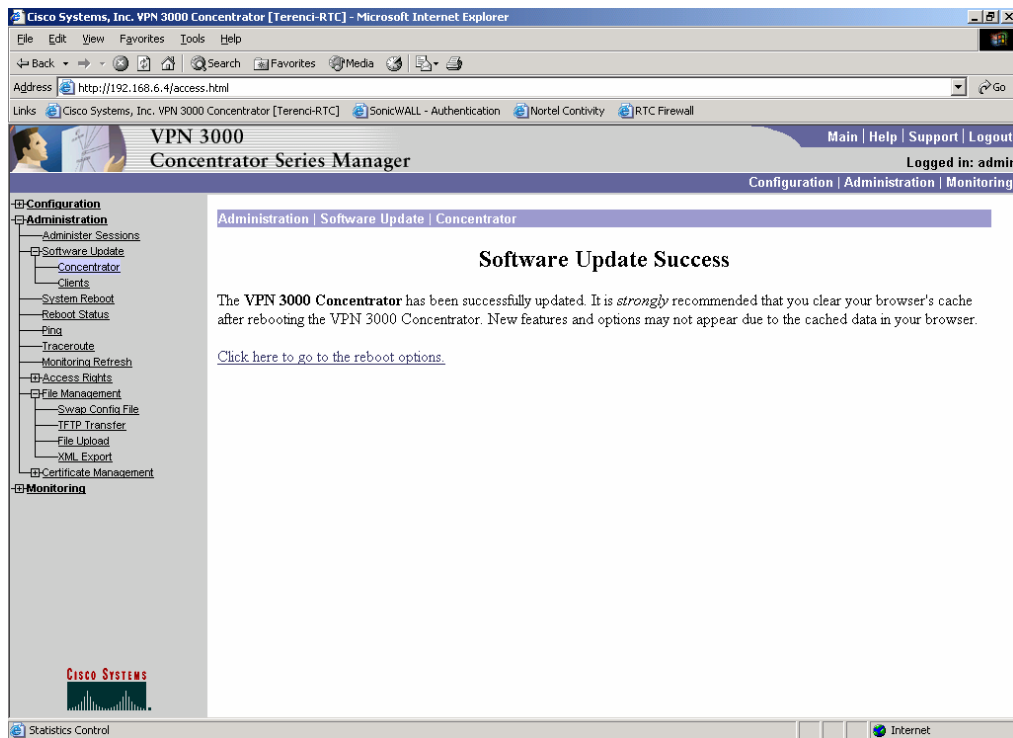 Cisco Systems, Inc. VPN 3000 Concentrator [Terenci-RTC] - Microsoft Internet Explorer
File Edit View Favorites Tools Help
Back Search Favorites Media
Address http://192.168.6.4/access.html Go
Links Cisco Systems, Inc. VPN 3000 Concentrator [Terenci-RTC] SonicWALL - Authentication Nortel Contivity RTC Firewall
VPN 3000
Concentrator Series Manager
Main | Help | Support | Logout
Logged in: admin
Configuration | Administration | Monitoring
Configuration
Administration
Administer Sessions
Software Update
Concentrator
Clients
System Reboot
Reboot Status
Ping
Traceroute
Monitoring Refresh
Access Rights
File Management
Swap Config File
TFTP Transfer
File Upload
XML Export
Certificate Management
Monitoring
Administration | Software Update | Concentrator
Software Update Success
The VPN 3000 Concentrator has been successfully updated. It is strongly recommended that you clear your browser's cache
after rebooting the VPN 3000 Concentrator. New features and options may not appear due to the cached data in your browser.
Click here to go to the reboot options.
CISCO SYSTEMS
Statistics Control Internet